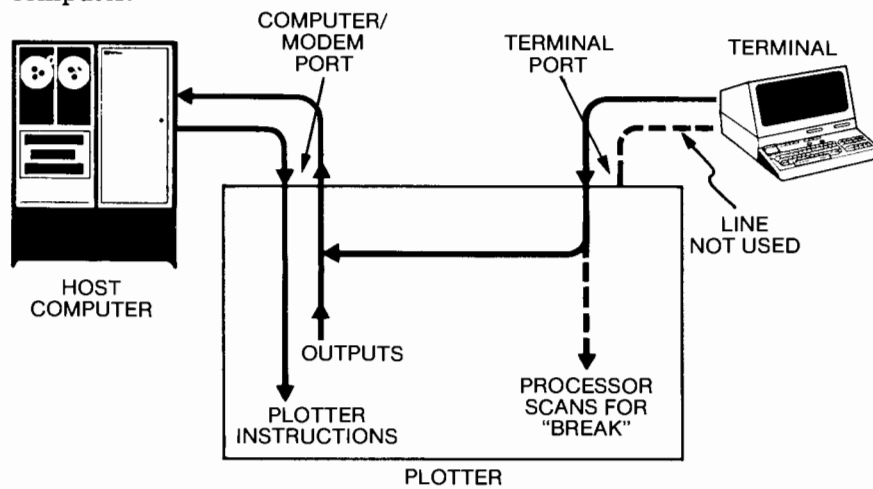 computer.
COMPUTER/
MODEM
PORT
TERMINAL
PORT
TERMINAL
LINE
NOT USED
HOST
COMPUTER
OUTPUTS
PLOTTER
INSTRUCTIONS
PROCESSOR
SCANS FOR
"BREAK"
PLOTTER